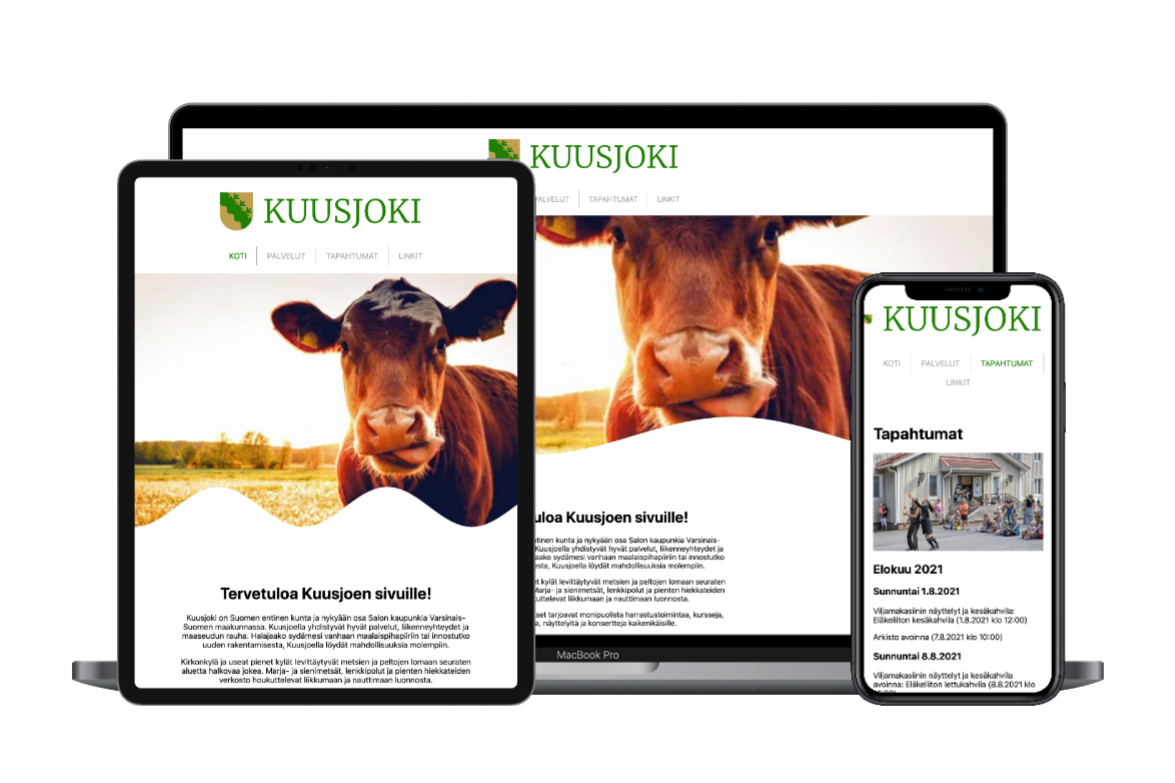 KUUSJOKI
PALVELUT TAPAHTUMAT LINKIT
uloa Kuusjoen sivuille!
tinen kunta ja nykyään osa Salon kaupunkia Varsinais-
Kuusjoella yhdistyvät hyvät palvelut, liikenneyhteydet ja
jaako sydämesi vanhaan maalaispihapiiriin tai innostutko
esta, Kuusjoella löydät mahdollisuuksia molempiin.
et kylät levittäytyvät metsien ja peltojen lomaan seuraten
Marja- ja sienimetsät, lenkkipolut ja pienten hiekkateiden
kuttelevat liikkumaan ja nauttimaan luonnosta.
set tarjoavat monipuolista harrastustoimintaa, kursseja,
a, näyttelyitä ja konsertteja kaikenikäisille.
MacBook Pro
KUUSJOKI
KOTI PALVELUT TAPAHTUMAT LINKIT
Tervetuloa Kuusjoen sivuille!
Kuusjoki on Suomen entinen kunta ja nykyään osa Salon kaupunkia Varsinais-
Suomen maakunnassa. Kuusjoella yhdistyvät hyvät palvelut, liikenneyhteydet ja
maaseudun rauha. Halajaako sydämesi vanhaan maalaispihapiiriin tai innostutko
uuden rakentamisesta, Kuusjoella löydät mahdollisuuksia molempiin.
Kirkonkylä ja useat pienet kylät levittäytyvät metsien ja peltojen lomaan seuraten
aluetta halkovaa jokea. Marja- ja sienimetsät, lenkkipolut ja pienten hiekkateiden
verkosto houkuttelevat liikkumaan ja nauttimaan luonnosta.
KUUSJOKI
KOTI PALVELUT TAPAHTUMAT
LINKIT
Tapahtumat
Elokuu 2021
Sunnuntai 1.8.2021
Viljamakasiinin näyttelyt ja kesäkahvila:
Eläkeliiton kesäkahvila (1.8.2021 klo 12:00)
Arkisto avoinna (7.8.2021 klo 10:00)
Sunnuntai 8.8.2021
Viljamakasiinin näyttelyt ja kesäkahvila
avoinna: Eläkeliiton lettukahvila (8.8.2021 klo